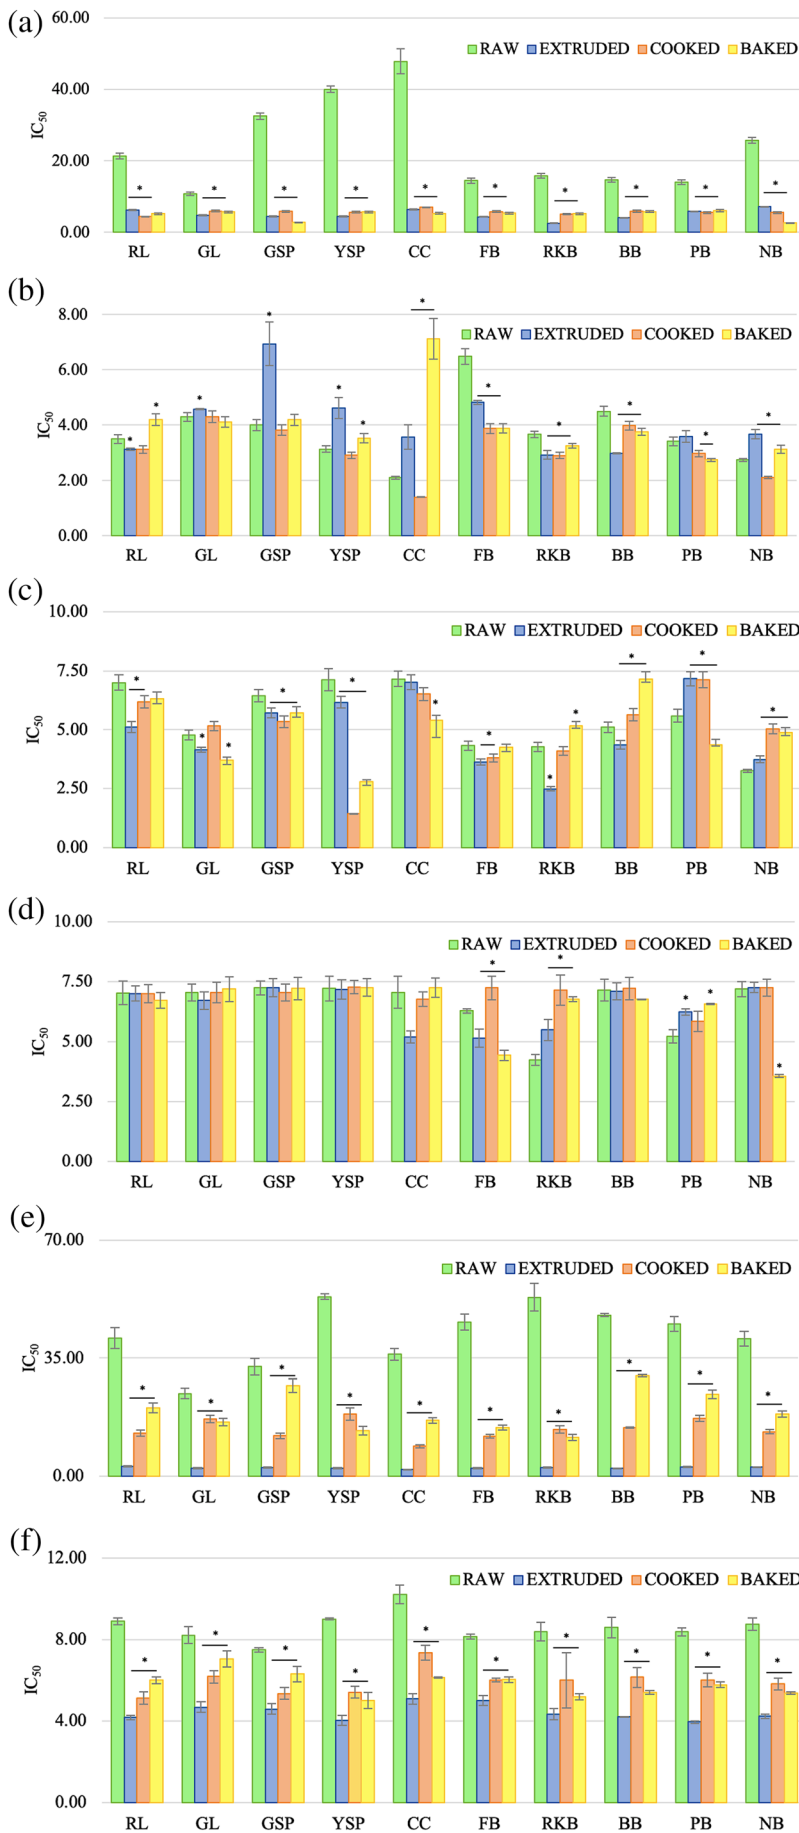 (a)
60.00
RAW EXTRUDED COOKED BAKED
40.00
IC50
20.00
* * * * * * * * * *
0.00
RL GL GSP YSP CC FB RKB BB PB NB
(b)
8.00
RAW EXTRUDED COOKED BAKED
6.00
IC50
4.00
* * * * * * * * * * * * *
2.00
0.00
RL GL GSP YSP CC FB RKB BB PB NB
(c)
10.00
RAW EXTRUDED COOKED BAKED
7.50
IC50
5.00
* * * * * * * * * * * *
2.50
0.00
RL GL GSP YSP CC FB RKB BB PB NB
(d)
10.00
RAW EXTRUDED COOKED BAKED
7.50
* * * * *
IC50
5.00
2.50
0.00
RL GL GSP YSP CC FB RKB BB PB NB
(e)
70.00
RAW EXTRUDED COOKED BAKED
IC50
35.00
* * * * * * * * * *
0.00
RL GL GSP YSP CC FB RKB BB PB NB
(f)
12.00
RAW EXTRUDED COOKED BAKED
8.00
IC50
* * * * * * * * * *
4.00
0.00
RL GL GSP YSP CC FB RKB BB PB NB